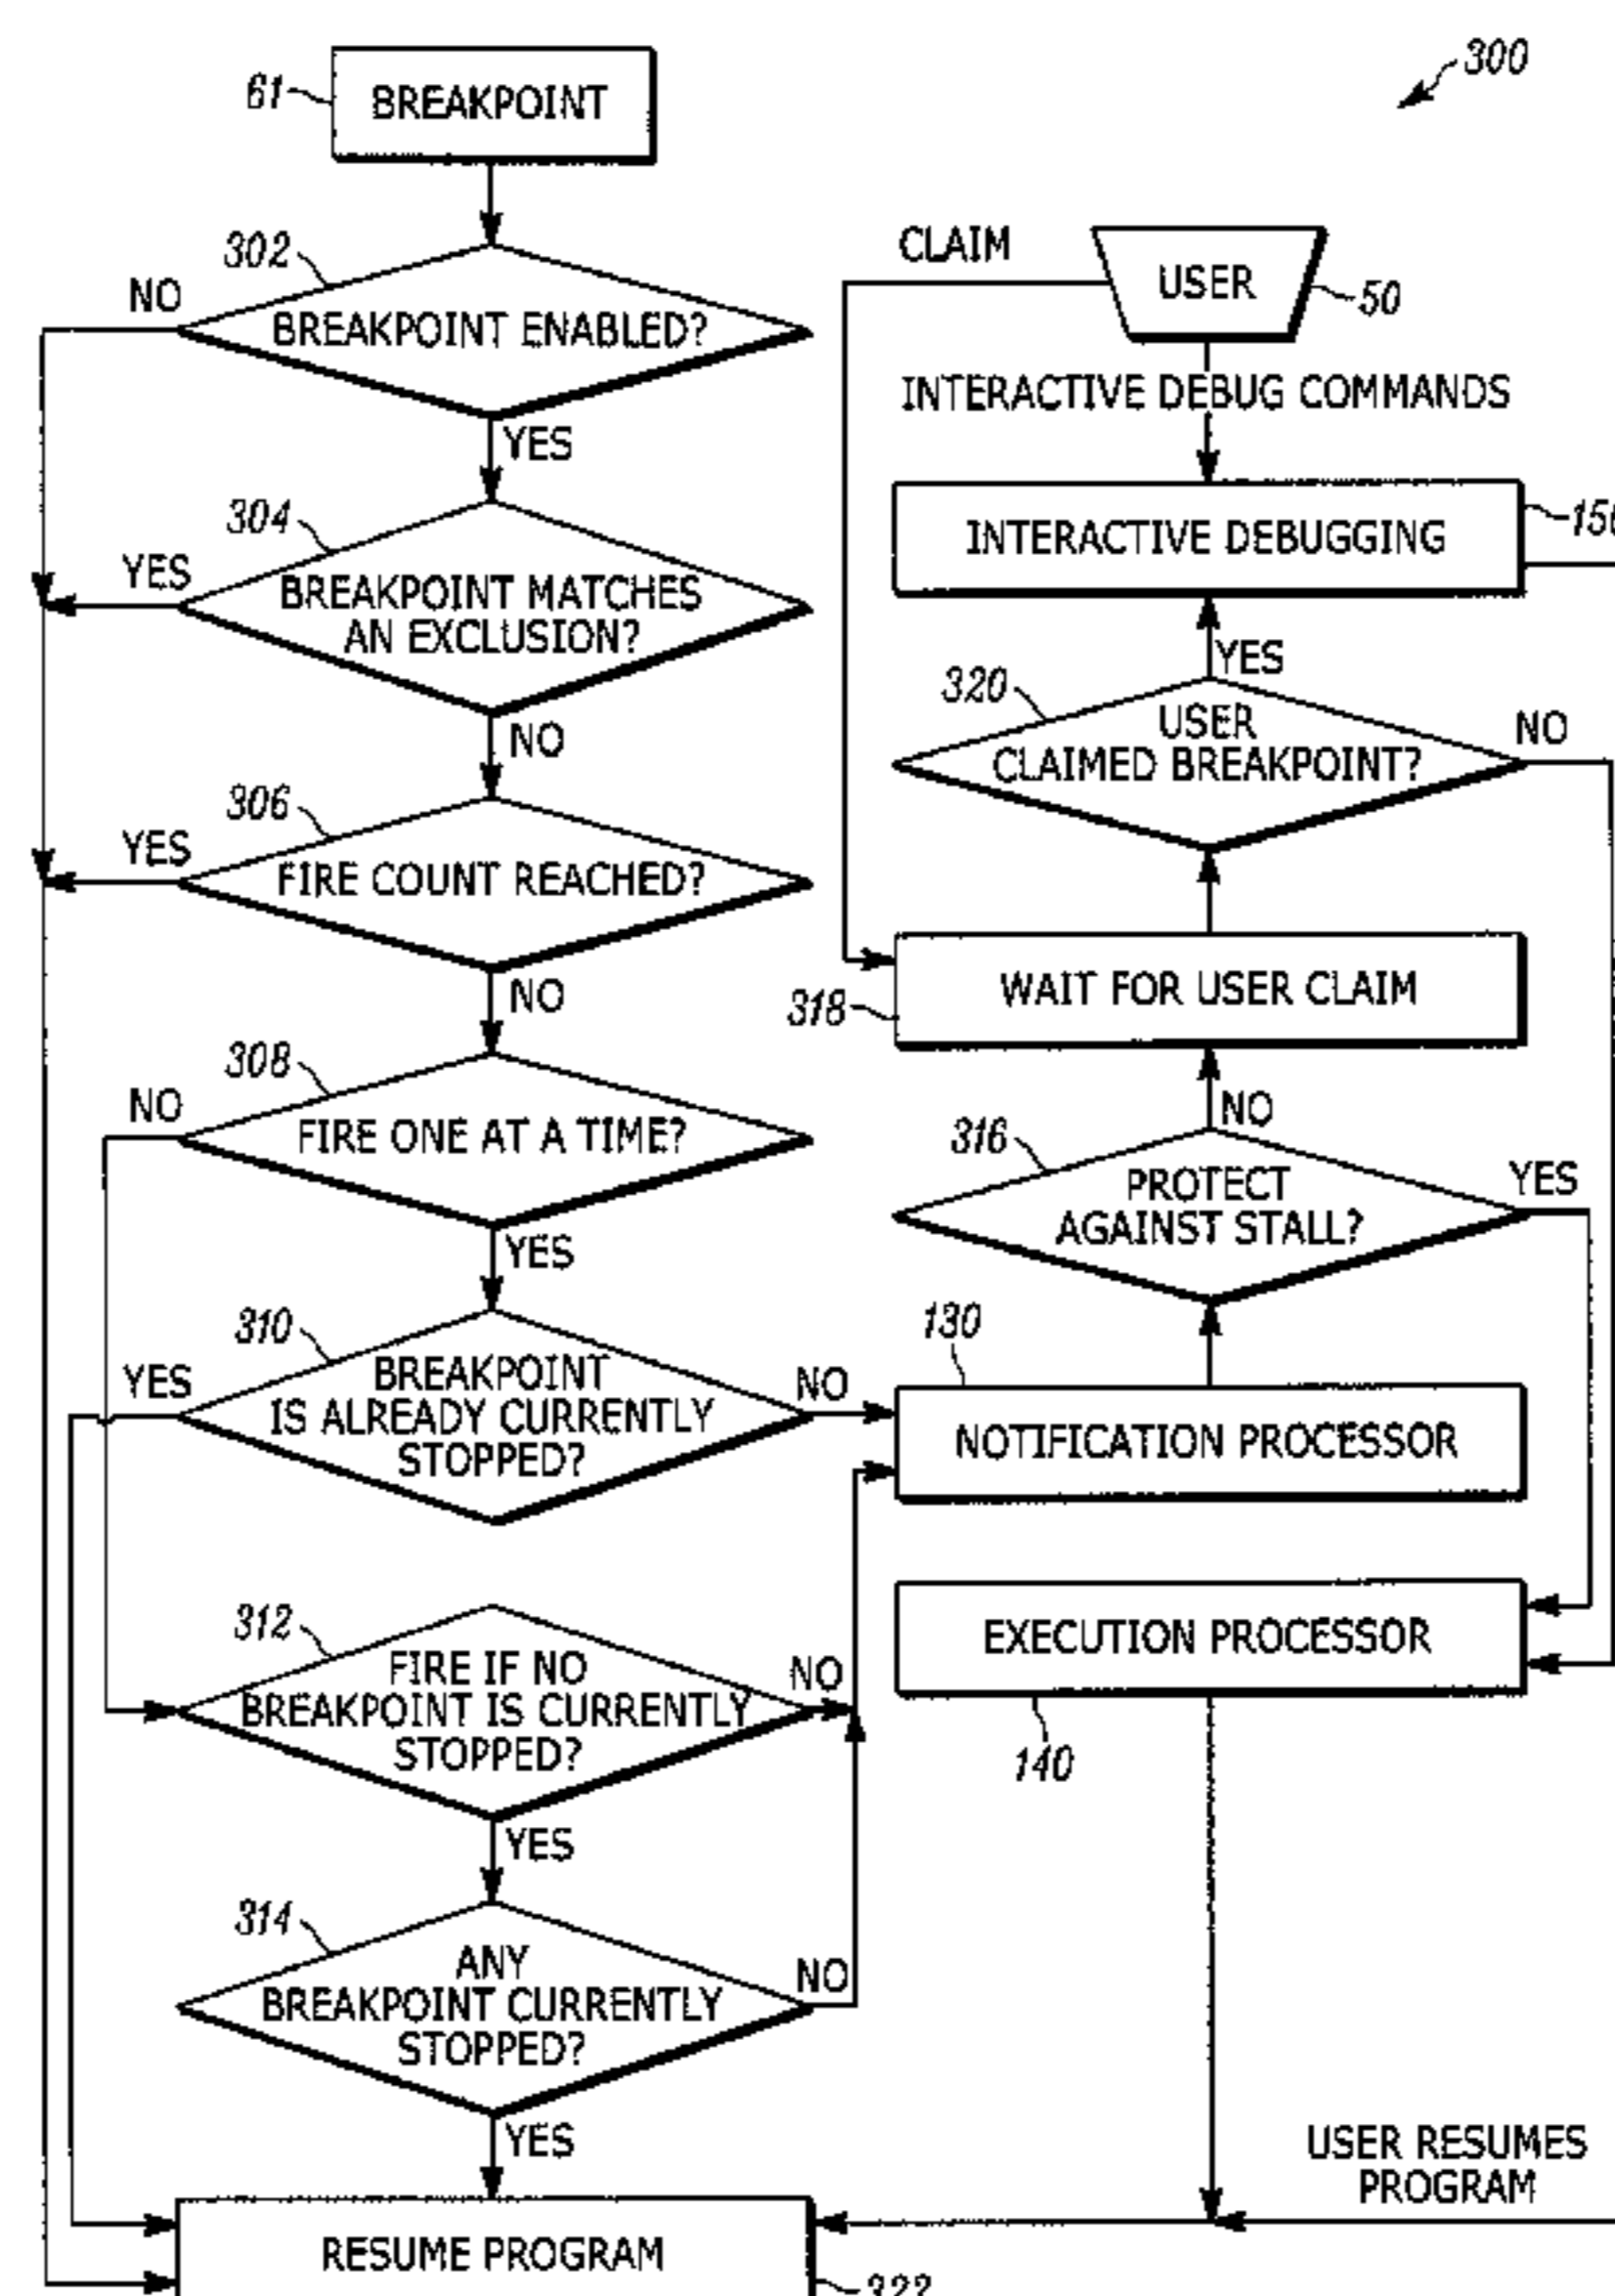 300
61
BREAKPOINT
302
NO
BREAKPOINT ENABLED?
YES
304
YES
BREAKPOINT MATCHES
AN EXCLUSION?
NO
306
YES
FIRE COUNT REACHED?
NO
308
NO
FIRE ONE AT A TIME?
YES
310
YES
BREAKPOINT
IS ALREADY CURRENTLY
STOPPED?
NO
312
FIRE IF NO
BREAKPOINT IS CURRENTLY
STOPPED?
NO
YES
314
ANY
BREAKPOINT CURRENTLY
STOPPED?
NO
YES
RESUME PROGRAM
322
CLAIM
USER
50
INTERACTIVE DEBUG COMMANDS
INTERACTIVE DEBUGGING
150
YES
320
USER
CLAIMED BREAKPOINT?
NO
WAIT FOR USER CLAIM
318
NO
316
PROTECT
AGAINST STALL?
YES
130
NOTIFICATION PROCESSOR
EXECUTION PROCESSOR
140
USER RESUMES
PROGRAM